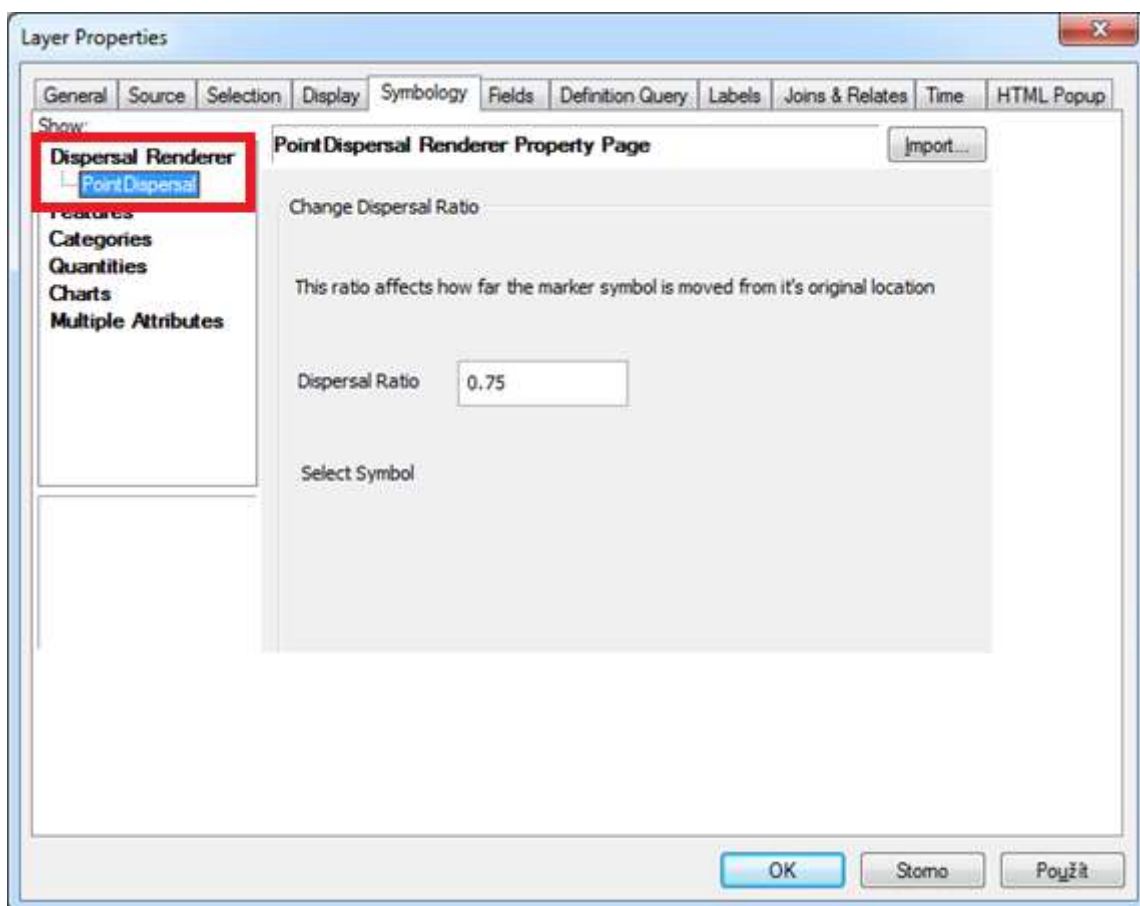 Layer Properties
General Source Selection Display Symbology Fields Definition Query Labels Joins & Relates Time HTML Popup
Show:
Dispersal Renderer
PointDispersal
Features
Categories
Quantities
Charts
Multiple Attributes
PointDispersal Renderer Property Page
Import...
Change Dispersal Ratio
This ratio affects how far the marker symbol is moved from it's original location
Dispersal Ratio 0.75
Select Symbol
OK Storno Použít